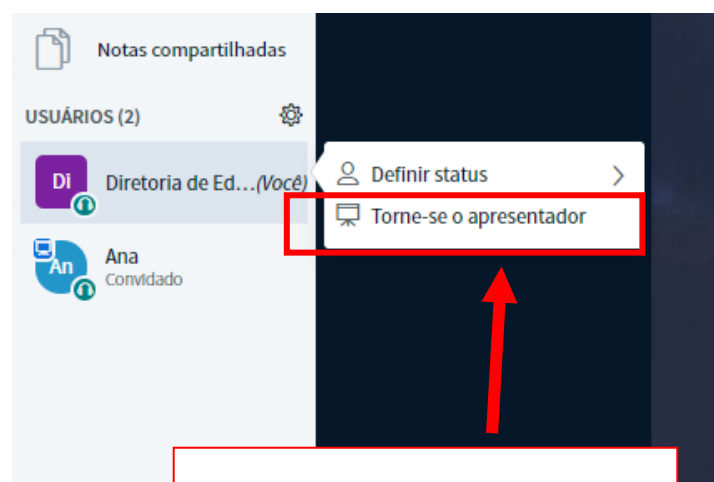 Notas compartilhadas
USUÁRIOS (2)
Di
Diretoria de Ed...(Você)
Definir status
Torne-se o apresentador
An
Ana
Convidado